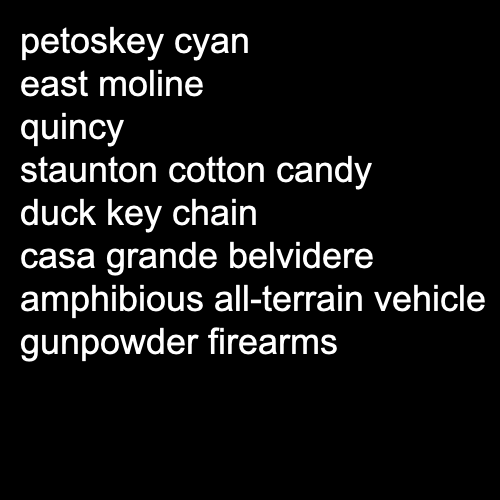 petoskey cyan
east moline
quincy
staunton cotton candy
duck key chain
casa grande belvidere
amphibious all-terrain vehicle
gunpowder firearms